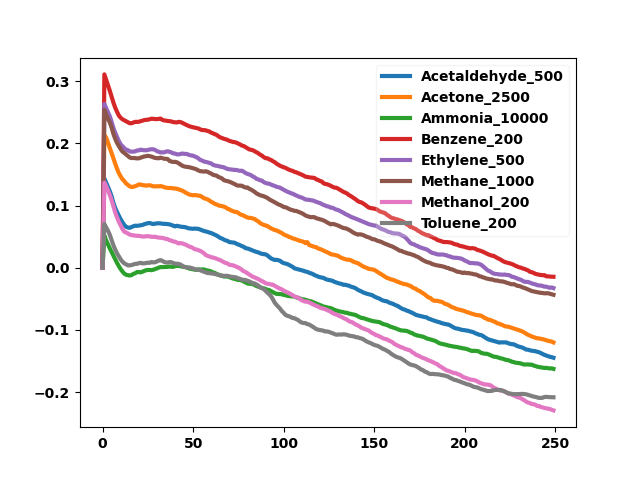 0.3
0.2
0.1
0.0
−0.1
−0.2
0 50 100 150 200 250
Acetaldehyde_500
Acetone_2500
Ammonia_10000
Benzene_200
Ethylene_500
Methane_1000
Methanol_200
Toluene_200